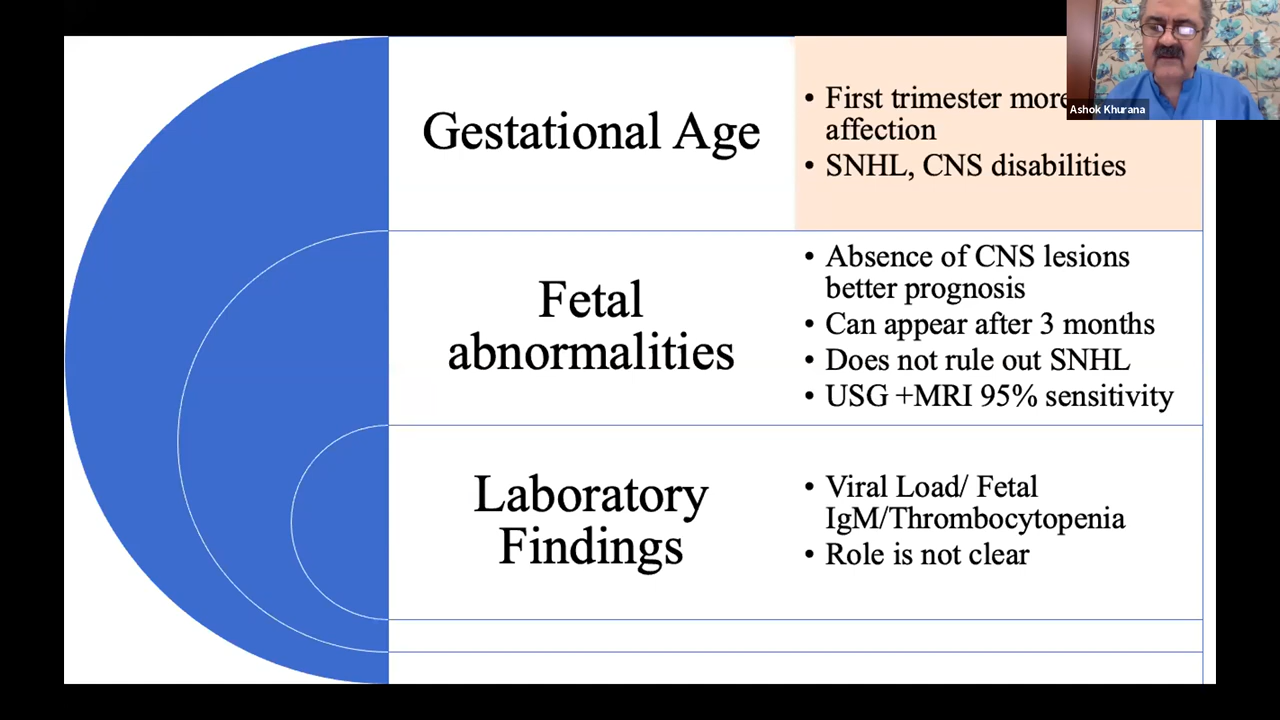 Gestational Age
• First trimester more
affection
• SNHL, CNS disabilities
Ashok Khurana
Fetal
abnormalities
• Absence of CNS lesions
better prognosis
• Can appear after 3 months
• Does not rule out SNHL
• USG +MRI 95% sensitivity
Laboratory
Findings
• Viral Load/ Fetal
IgM/Thrombocytopenia
• Role is not clear